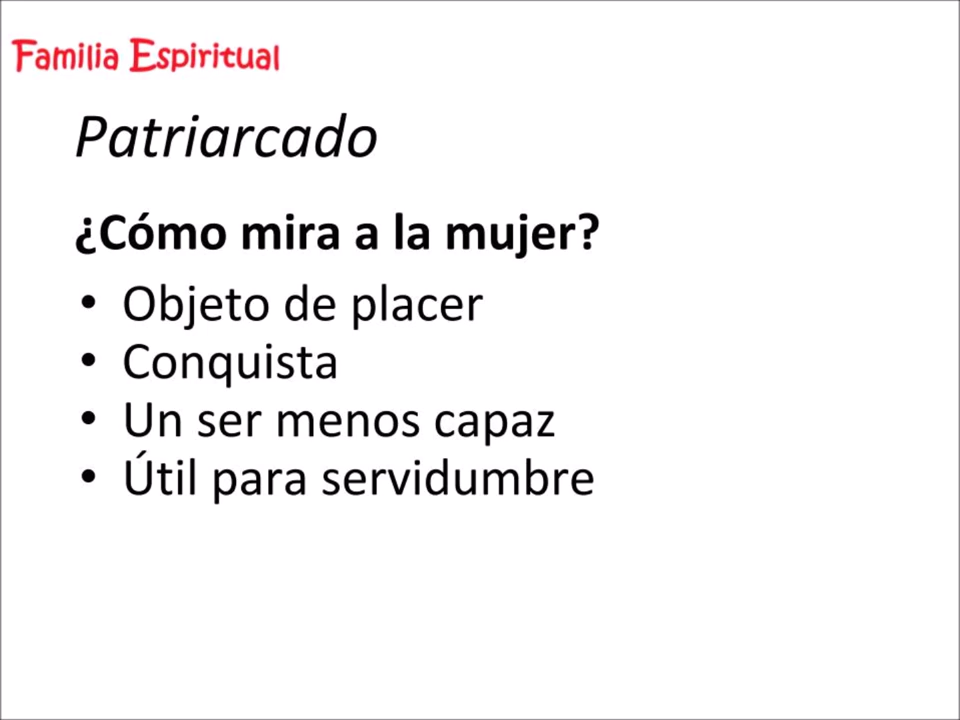 Familia Espiritual
Patriarcado
¿Cómo mira a la mujer?
• Objeto de placer
• Conquista
• Un ser menos capaz
• Útil para servidumbre